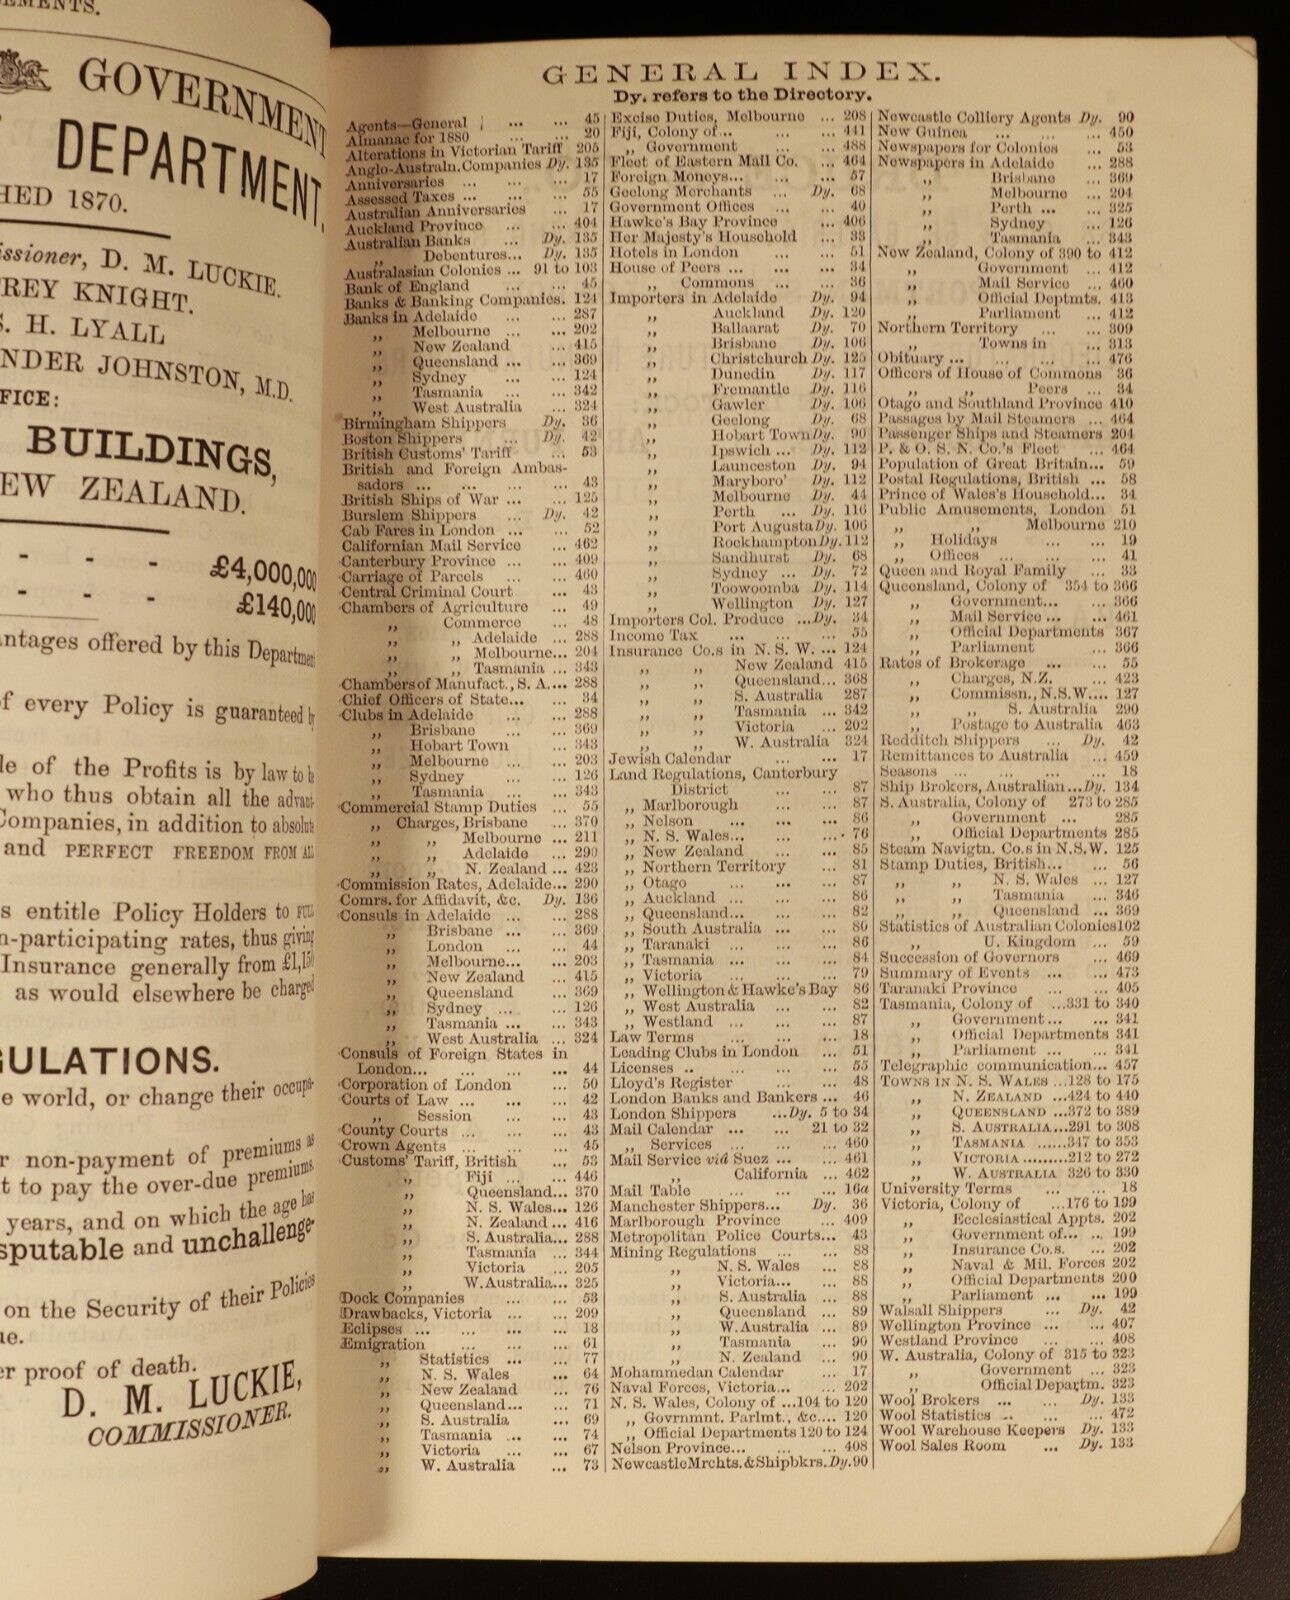 EMENTS.
GOVERNMENT
DEPARTMENT,
HED 1870.
issioner, D. M. LUCKIE.
REY KNIGHT.
S. H. LYALL
NDER JOHNSTON, M.D.
FFICE:
BUILDINGS,
EW ZEALAND.
- - - £4,000,000
- - - £140,000
antages offered by this Department
of every Policy is guaranteed by
le of the Profits is by law to be
who thus obtain all the advant-
Companies, in addition to absolute
and PERFECT FREEDOM FROM ALL
s entitle Policy Holders to FULL
n-participating rates, thus giving
Insurance generally from £1,150
as would elsewhere be charged
GULATIONS.
e world, or change their occupa-
r non-payment of premiums as
t to pay the over-due premiums
years, and on which the age has
sputable and unchallenge-
on the Security of their Policies
ue.
er proof of death.
D. M. LUCKIE,
COMMISSIONER.
GENERAL INDEX.
Dy. refers to the Directory.
Agents—General ... ... 45
Almanac for 1880 ... ... 20
Alterations in Victorian Tariff 205
Anglo-Australn. Companies Dy. 135
Anniversaries ... ... ... 17
Assessed Taxes ... ... ... 55
Australian Anniversaries ... 17
Auckland Province ... ... 404
Australian Banks ... Dy. 135
„ Debentures... Dy. 135
Australasian Colonies ... 91 to 103
Bank of England ... ... 45
Banks & Banking Companies. 124
Banks in Adelaide ... ... 287
„ Melbourne ... ... 202
„ New Zealand ... 415
„ Queensland ... ... 369
„ Sydney ... ... 124
„ Tasmania ... ... 342
„ West Australia ... 324
Birmingham Shippers Dy. 36
Boston Shippers ... Dy. 42
British Customs' Tariff ... 53
British and Foreign Ambas-
sadors ... ... ... ... 43
British Ships of War ... ... 125
Burslem Shippers ... Dy. 42
Cab Fares in London ... ... 52
Californian Mail Service ... 462
Canterbury Province ... ... 409
Carriage of Parcels ... ... 460
Central Criminal Court ... 43
Chambers of Agriculture ... 49
„ Commerce ... 48
„ „ Adelaide ... 288
„ „ Melbourne... 204
„ „ Tasmania ... 343
Chambers of Manufact., S. A.... 288
Chief Officers of State... ... 34
Clubs in Adelaide ... ... 288
„ Brisbane ... ... 369
„ Hobart Town ... 343
„ Melbourne ... ... 203
„ Sydney ... ... 126
„ Tasmania ... ... 343
Commercial Stamp Duties ... 55
„ Charges, Brisbane ... 370
„ „ Melbourne ... 211
„ „ Adelaide ... 290
„ „ N. Zealand ... 423
Commission Rates, Adelaide... 290
Comrs. for Affidavit, &c. Dy. 136
Consuls in Adelaide ... ... 288
„ Brisbane ... ... 369
„ London ... ... 44
„ Melbourne... ... 203
„ New Zealand ... 415
„ Queensland ... 369
„ Sydney ... ... 126
„ Tasmania ... ... 343
„ West Australia ... 324
Consuls of Foreign States in
London... ... ... ... 44
Corporation of London ... 50
Courts of Law ... ... ... 42
„ Session ... ... 43
County Courts ... ... ... 43
Crown Agents ... ... ... 45
Customs' Tariff, British ... 53
„ Fiji ... ... 446
„ Queensland... 370
„ N. S. Wales... 126
„ N. Zealand ... 416
„ S. Australia... 288
„ Tasmania ... 344
„ Victoria ... 205
„ W. Australia... 325
Dock Companies ... ... 53
Drawbacks, Victoria ... ... 209
Eclipses ... ... ... ... 18
Emigration ... ... ... 61
„ Statistics ... ... 77
„ N. S. Wales ... 64
„ New Zealand ... 76
„ Queensland... ... 71
„ S. Australia ... 69
„ Tasmania ... ... 74
„ Victoria ... ... 67
„ W. Australia ... 73
Excise Duties, Melbourne ... 208
Fiji, Colony of... ... ... 441
„ Government ... ... 488
Fleet of Eastern Mail Co. ... 464
Foreign Moneys... ... ... 57
Geelong Merchants ... Dy. 68
Government Offices ... ... 40
Hawke's Bay Province ... 406
Her Majesty's Household ... 33
Hotels in London ... ... 51
House of Peers ... ... ... 34
„ Commons ... ... 36
Importers in Adelaide Dy. 94
„ Auckland Dy. 120
„ Ballaarat Dy. 70
„ Brisbane Dy. 106
„ Christchurch Dy. 125
„ Dunedin Dy. 117
„ Fremantle Dy. 116
„ Gawler Dy. 106
„ Geelong Dy. 68
„ Hobart Town Dy. 90
„ Ipswich ... Dy. 112
„ Launceston Dy. 94
„ Maryboro' Dy. 112
„ Melbourne Dy. 44
„ Perth ... Dy. 116
„ Port Augusta Dy. 106
„ Rockhampton Dy. 112
„ Sandhurst Dy. 68
„ Sydney ... Dy. 72
„ Toowoomba Dy. 114
„ Wellington Dy. 127
Importers Col. Produce ... Dy. 34
Income Tax ... ... ... 55
Insurance Co.s in N. S. W. ... 124
„ „ New Zealand 415
„ „ Queensland... 368
„ „ S. Australia 287
„ „ Tasmania ... 342
„ „ Victoria ... 202
„ „ W. Australia 324
Jewish Calendar ... ... 17
Land Regulations, Canterbury
District ... ... 87
„ Marlborough ... ... 87
„ Nelson ... ... ... 86
„ N. S. Wales... ... ... 76
„ New Zealand ... ... 85
„ Northern Territory ... 81
„ Otago ... ... ... 87
„ Auckland ... ... ... 86
„ Queensland... ... ... 82
„ South Australia ... ... 80
„ Taranaki ... ... ... 86
„ Tasmania ... ... ... 84
„ Victoria ... ... ... 79
„ Wellington & Hawke's Bay 86
„ West Australia ... ... 82
„ Westland ... ... ... 87
Law Terms ... ... ... 18
Leading Clubs in London ... 51
Licenses ... ... ... ... 55
Lloyd's Register ... ... 48
London Banks and Bankers ... 46
London Shippers ...Dy. 5 to 34
Mail Calendar ... ... 21 to 32
„ Services ... ... ... 460
Mail Service viâ Suez ... ... 461
„ California ... 462
Mail Table ... ... ... 16a
Manchester Shippers... Dy. 36
Marlborough Province ... 409
Metropolitan Police Courts... 43
Mining Regulations ... ... 88
„ N. S. Wales ... 88
„ Victoria... ... 88
„ S. Australia ... 88
„ Queensland ... 89
„ W. Australia ... 89
„ Tasmania ... 90
„ N. Zealand ... 90
Mohammedan Calendar ... 17
Naval Forces, Victoria... ... 202
N. S. Wales, Colony of ...104 to 120
„ Govrnmnt. Parlmt., &c.... 120
„ Official Departments 120 to 124
Nelson Province... ... ... 408
Newcastle Mrchts. & Shipbkrs. Dy. 90
Newcastle Colliery Agents Dy. 90
New Guinea ... ... ... 450
Newspapers for Colonies ... 53
Newspapers in Adelaide ... 288
„ Brisbane ... 369
„ Melbourne ... 204
„ Perth ... ... 325
„ Sydney ... 126
„ Tasmania ... 343
New Zealand, Colony of 390 to 412
„ Government ... 412
„ Mail Service ... 460
„ Official Deptmts. 413
„ Parliament ... 412
Northern Territory ... ... 309
„ Towns in ... 313
Obituary ... ... ... ... 476
Officers of House of Commons 36
„ „ Peers ... 34
Otago and Southland Province 410
Passages by Mail Steamers ... 464
Passenger Ships and Steamers 204
P. & O. S. N. Co.'s Fleet ... 464
Population of Great Britain... 59
Postal Regulations, British ... 58
Prince of Wales's Household... 34
Public Amusements, London 51
„ „ Melbourne 210
„ Holidays ... ... 19
„ Offices ... ... ... 41
Queen and Royal Family ... 33
Queensland, Colony of 354 to 366
„ Government... ... 366
„ Mail Service ... ... 461
„ Official Departments 367
„ Parliament ... 366
Rates of Brokerage ... ... 55
„ Charges, N.Z. ... 423
„ Commissn., N.S.W.... 127
„ „ S. Australia 290
„ Postage to Australia 463
Redditch Shippers ... Dy. 42
Remittances to Australia ... 459
Seasons ... ... ... ... 18
Ship Brokers, Australian... Dy. 134
S. Australia, Colony of 273 to 285
„ Government ... 285
„ Official Departments 285
Steam Navigtn. Co.s in N.S.W. 125
Stamp Duties, British... ... 56
„ „ N. S. Wales ... 127
„ „ Tasmania ... 346
„ „ Queensland ... 369
Statistics of Australian Colonies 102
„ U. Kingdom ... 59
Succession of Governors ... 469
Summary of Events ... ... 473
Taranaki Province ... ... 405
Tasmania, Colony of ...331 to 340
„ Government... ... 341
„ Official Departments 341
„ Parliament ... ... 341
Telegraphic communication... 457
TOWNS IN N. S. WALES ...128 to 175
„ N. ZEALAND ...424 to 440
„ QUEENSLAND ...372 to 389
„ S. AUSTRALIA...291 to 308
„ TASMANIA ......347 to 353
„ VICTORIA .........212 to 272
„ W. AUSTRALIA 326 to 330
University Terms ... ... 18
Victoria, Colony of ...176 to 199
„ Ecclesiastical Appts. 202
„ Government of... ... 199
„ Insurance Co.s. ... 202
„ Naval & Mil. Forces 202
„ Official Departments 200
„ Parliament ... ... 199
Walsall Shippers ... Dy. 42
Wellington Province ... ... 407
Westland Province ... ... 408
W. Australia, Colony of 315 to 323
„ Government ... 323
„ Official Departm. 323
Wool Brokers ... ... Dy. 133
Wool Statistics ... ... ... 472
Wool Warehouse Keepers Dy. 133
Wool Sales Room ... Dy. 133